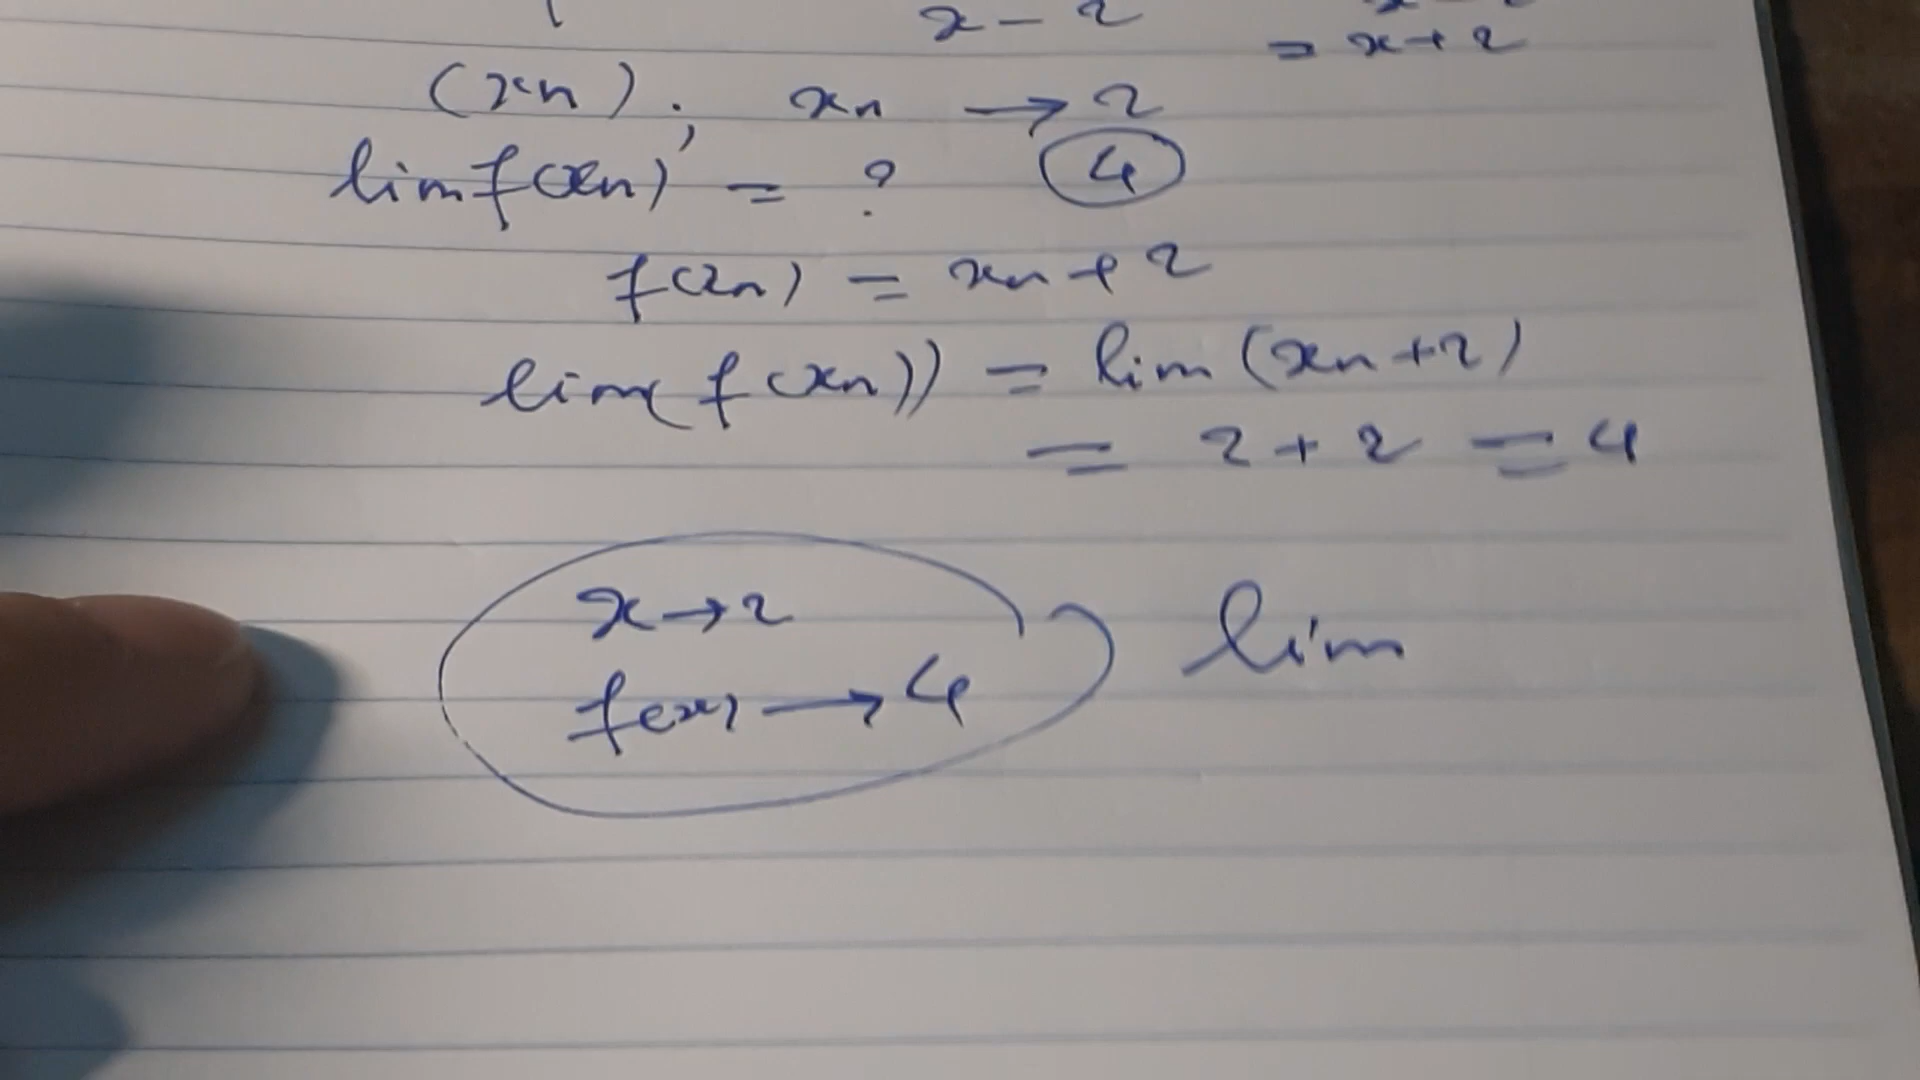 x - 2
= x + 2
(xn) ; xn → 2
lim f(xn) = ? 4
f(xn) = xn + 2
lim( f(xn)) = lim (xn + 2)
= 2 + 2 = 4
x → 2
f(x) → 4
lim